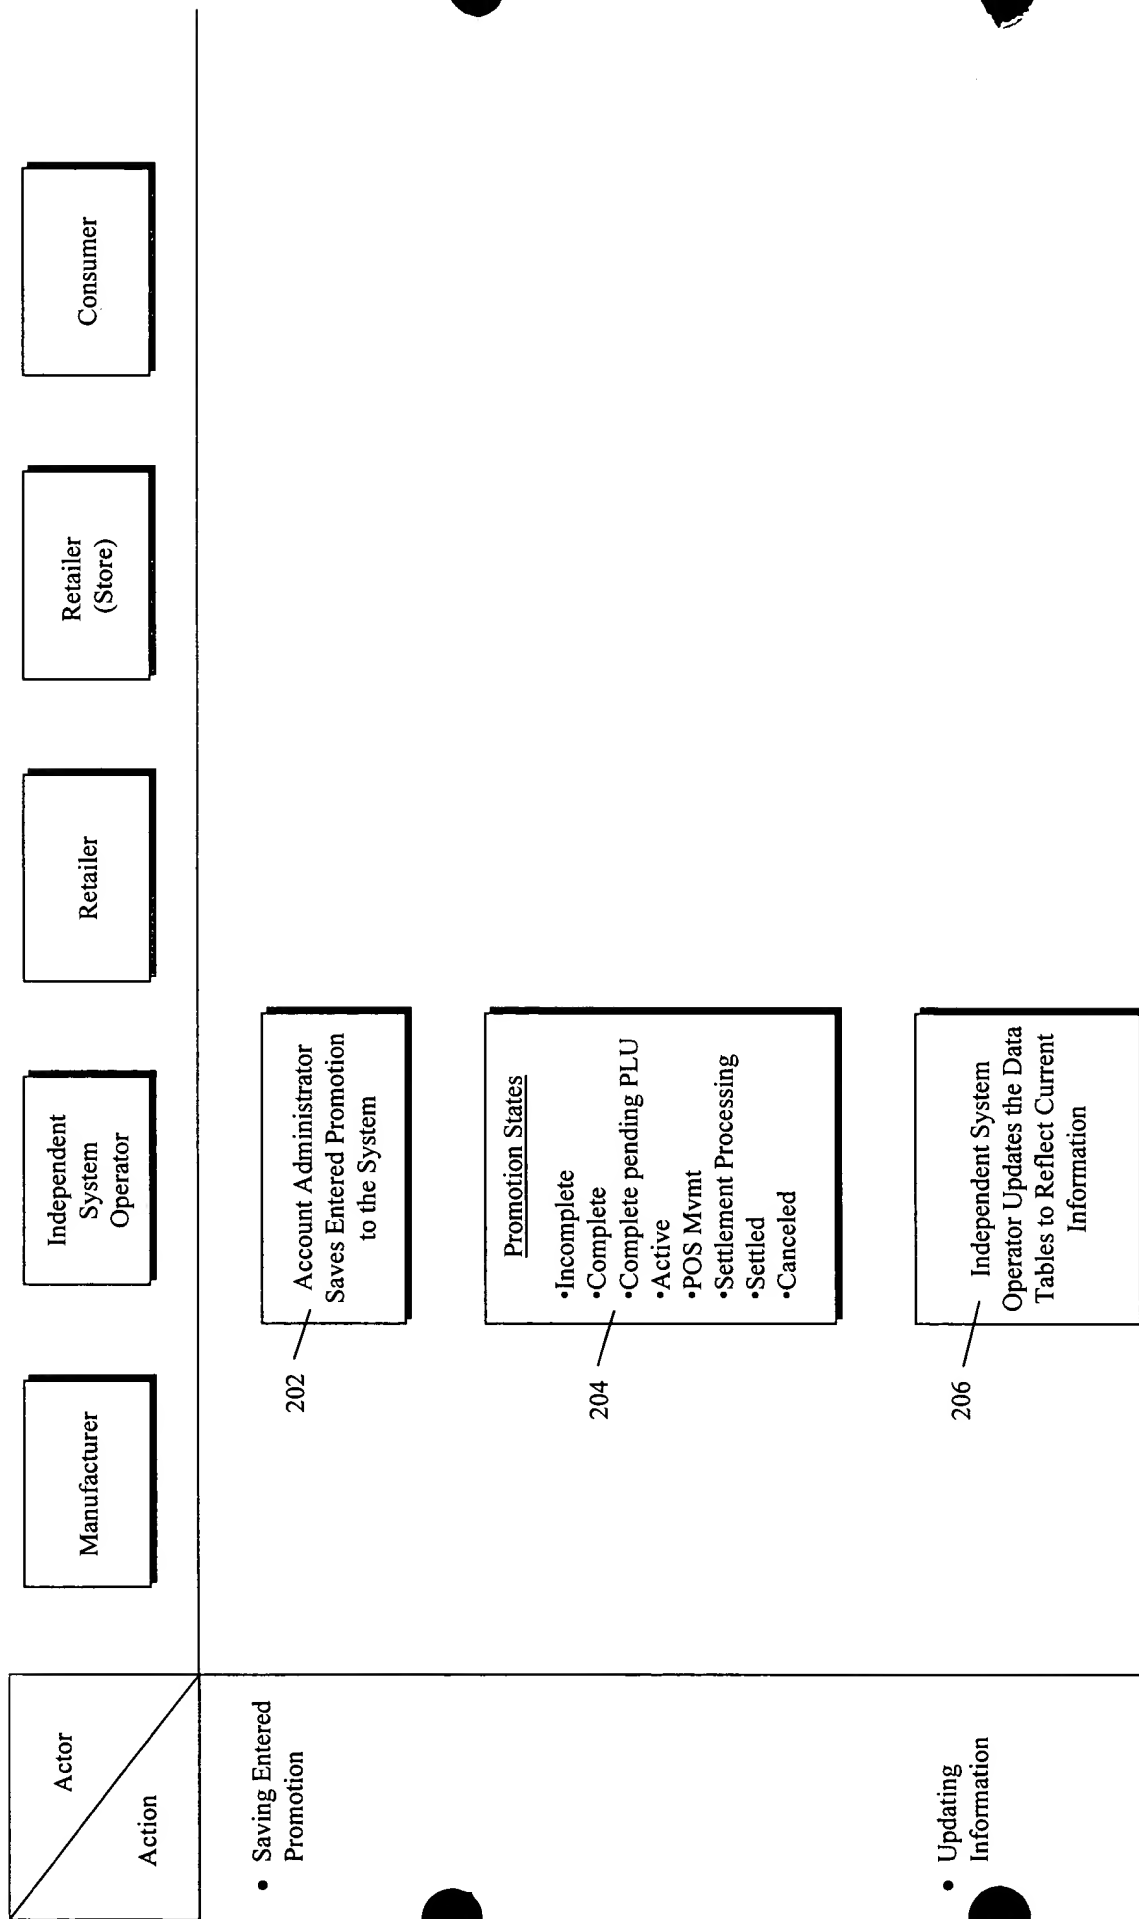 Actor
Action
Manufacturer
Independent
System
Operator
Retailer
Retailer
(Store)
Consumer
• Saving Entered
Promotion
202
Account Administrator
Saves Entered Promotion
to the System
204
Promotion States
•Incomplete
•Complete
•Complete pending PLU
•Active
•POS Mvmt
•Settlement Processing
•Settled
•Canceled
• Updating
Information
206
Independent System
Operator Updates the Data
Tables to Reflect Current
Information